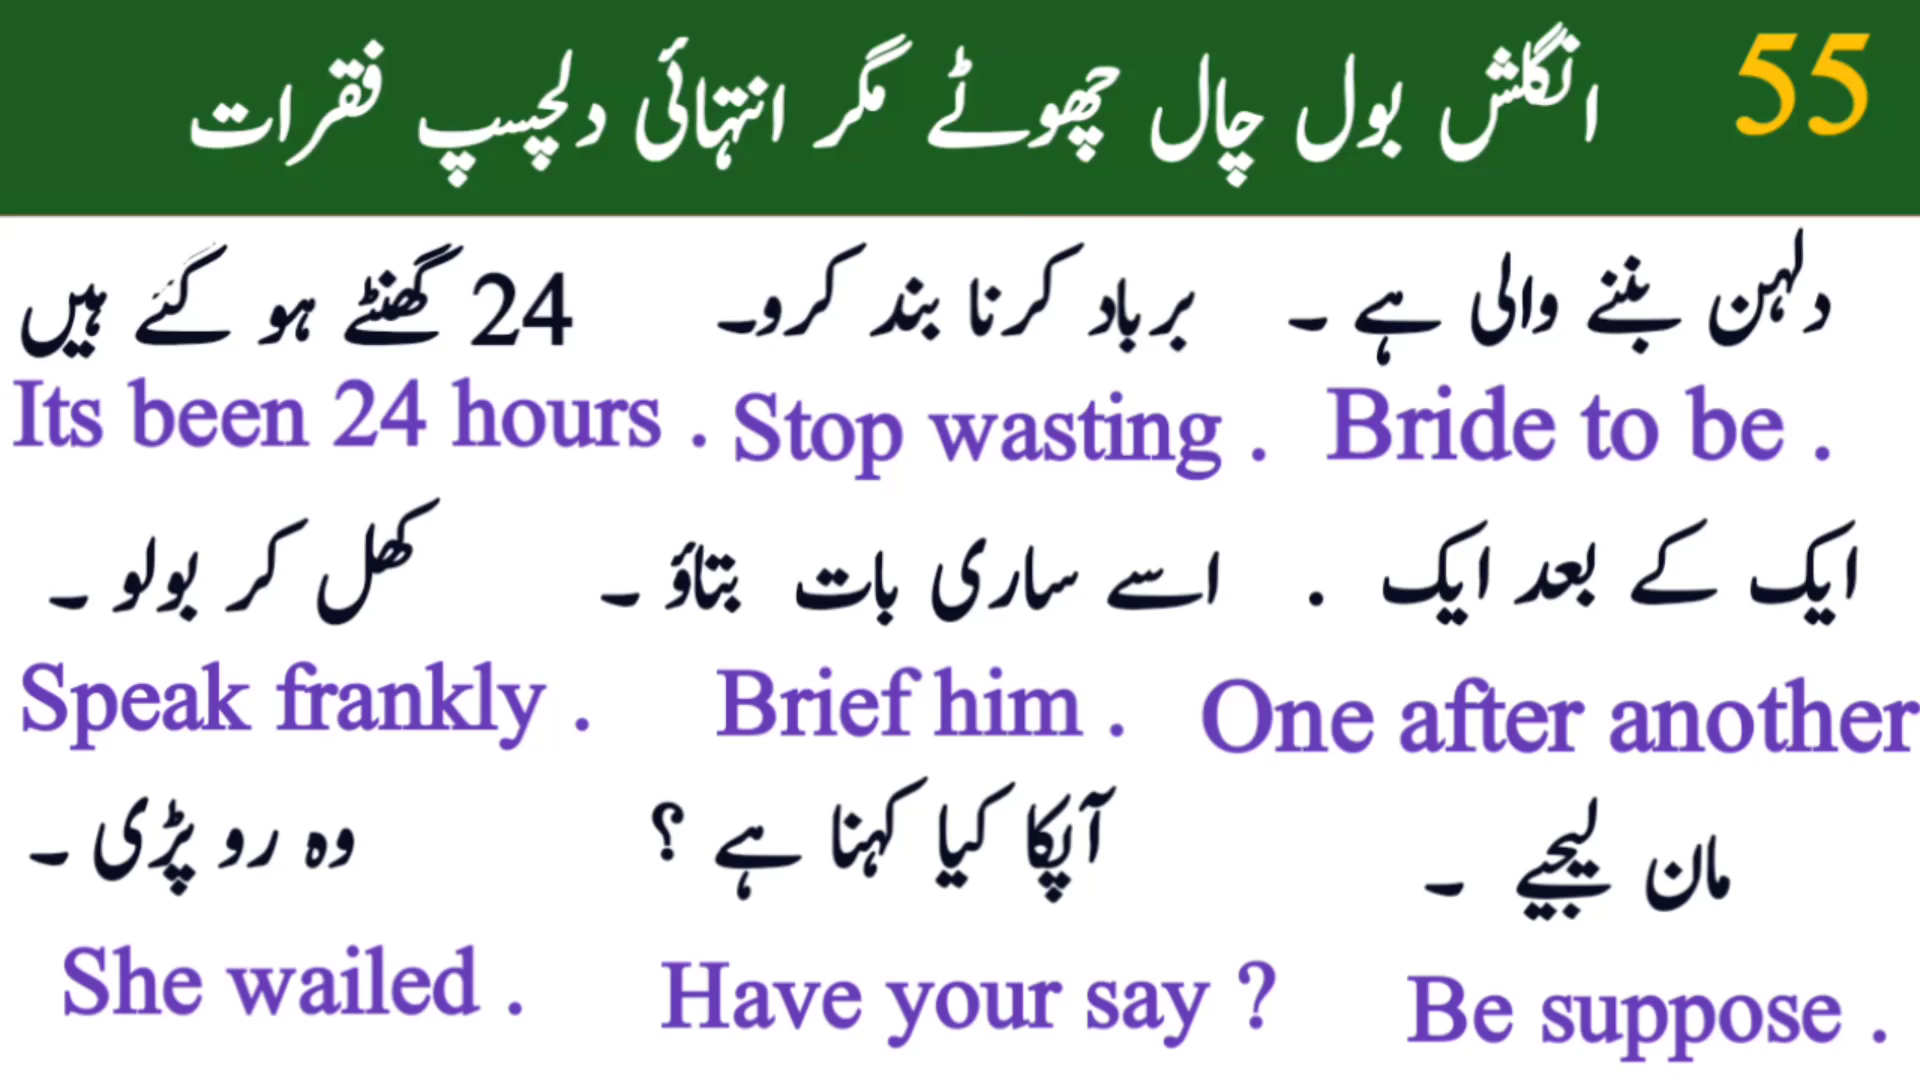 55 انگلش بول چال چھوٹے مگر انتہائی دلچسپ فقرات
دلہن بننے والی ہے ۔ برباد کرنا بند کرو۔ 24 گھنٹے ہو گئے ہیں
Its been 24 hours . Stop wasting . Bride to be .
ایک کے بعد ایک . اسے ساری بات بتاؤ ۔ کھل کر بولو ۔
Speak frankly . Brief him . One after another
مان لیجیے ۔ آپکا کیا کہنا ہے ؟ وہ رو پڑی ۔
She wailed . Have your say ? Be suppose .